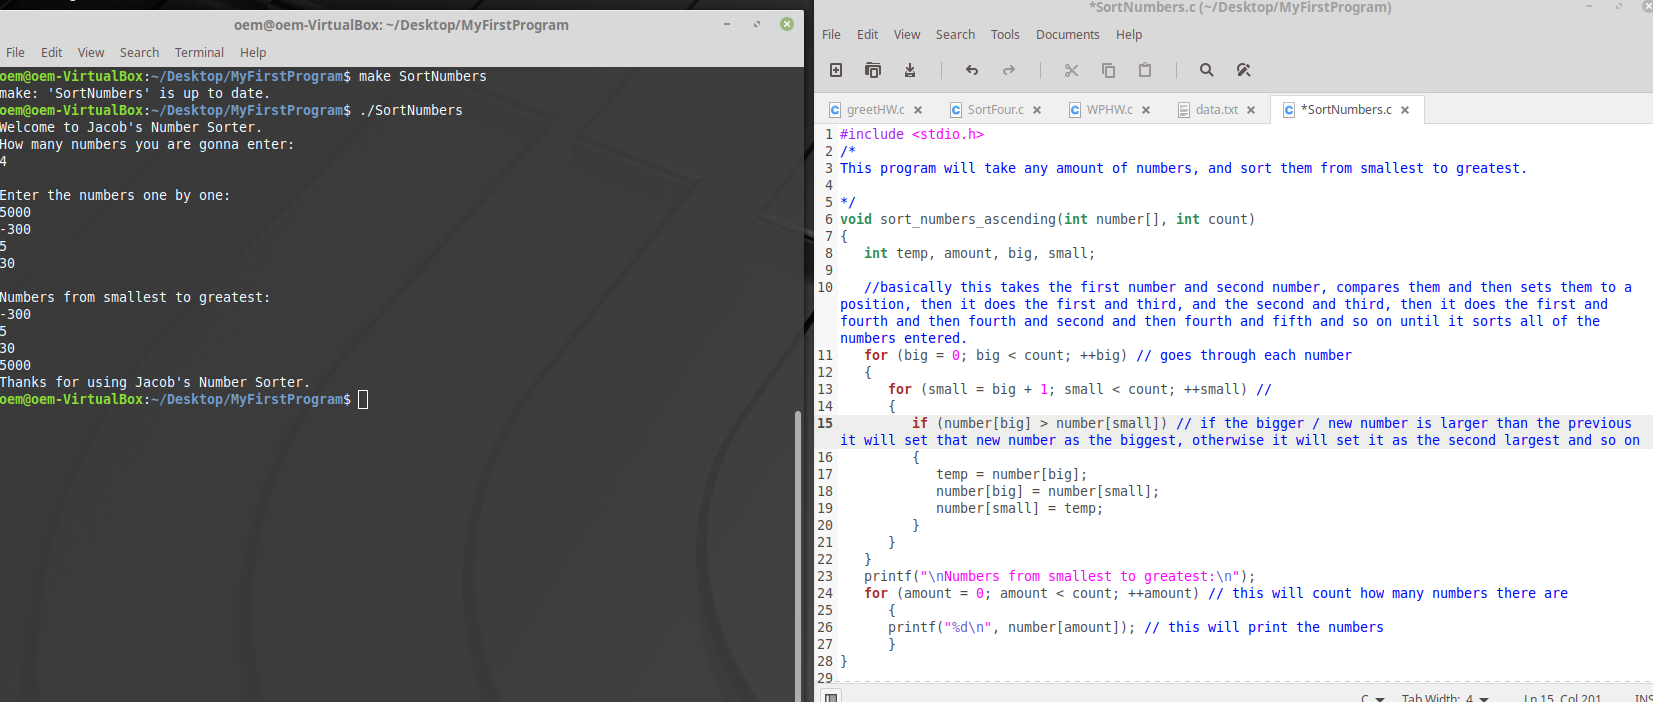 oem@oem-VirtualBox: ~/Desktop/MyFirstProgram
File Edit View Search Terminal Help
oem@oem-VirtualBox:~/Desktop/MyFirstProgram$ make SortNumbers
make: 'SortNumbers' is up to date.
oem@oem-VirtualBox:~/Desktop/MyFirstProgram$ ./SortNumbers
Welcome to Jacob's Number Sorter.
How many numbers you are gonna enter:
4
Enter the numbers one by one:
5000
-300
5
30
Numbers from smallest to greatest:
-300
5
30
5000
Thanks for using Jacob's Number Sorter.
oem@oem-VirtualBox:~/Desktop/MyFirstProgram$
*SortNumbers.c (~/Desktop/MyFirstProgram)
File Edit View Search Tools Documents Help
greetHW.c SortFour.c WPHW.c data.txt *SortNumbers.c
1 #include <stdio.h>
2 /*
3 This program will take any amount of numbers, and sort them from smallest to greatest.
4
5 */
6 void sort_numbers_ascending(int number[], int count)
7 {
8 int temp, amount, big, small;
9
10 //basically this takes the first number and second number, compares them and then sets them to a
position, then it does the first and third, and the second and third, then it does the first and
fourth and then fourth and second and then fourth and fifth and so on until it sorts all of the
numbers entered.
11 for (big = 0; big < count; ++big) // goes through each number
12 {
13 for (small = big + 1; small < count; ++small) //
14 {
15 if (number[big] > number[small]) // if the bigger / new number is larger than the previous
it will set that new number as the biggest, otherwise it will set it as the second largest and so on
16 {
17 temp = number[big];
18 number[big] = number[small];
19 number[small] = temp;
20 }
21 }
22 }
23 printf("\nNumbers from smallest to greatest:\n");
24 for (amount = 0; amount < count; ++amount) // this will count how many numbers there are
25 {
26 printf("%d\n", number[amount]); // this will print the numbers
27 }
28 }
29
C Tab Width: 4 Ln 15, Col 201 INS